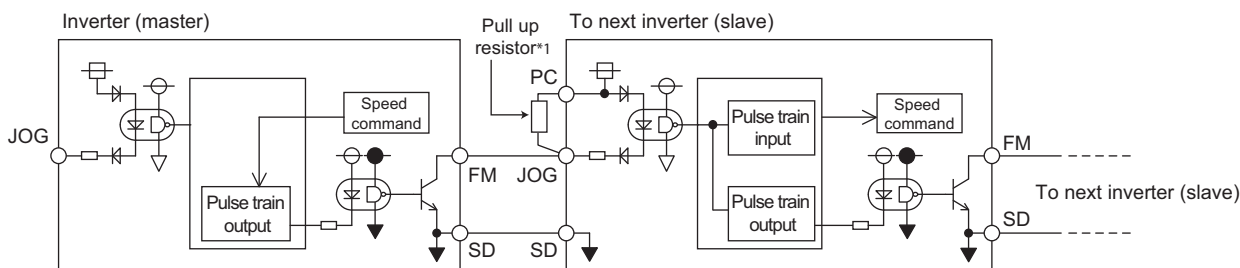 Inverter (master)
To next inverter (slave)
Pull up
resistor*1
PC
JOG
Speed
command
Pulse train
output
FM
SD
JOG
SD
Pulse train
input
Pulse train
output
Speed
command
FM
SD
To next inverter (slave)